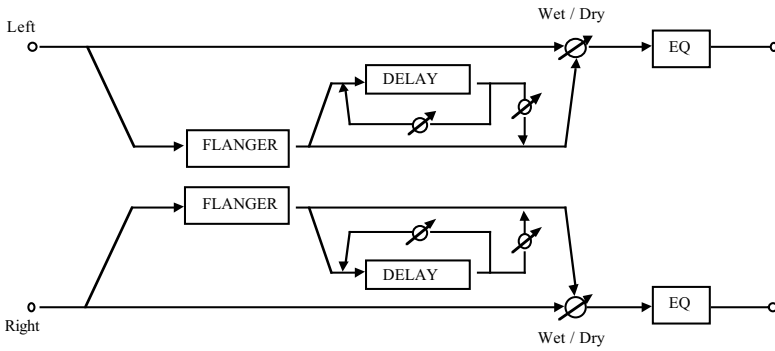 Wet / Dry
Left
EQ
DELAY
FLANGER
FLANGER
DELAY
EQ
Right
Wet / Dry